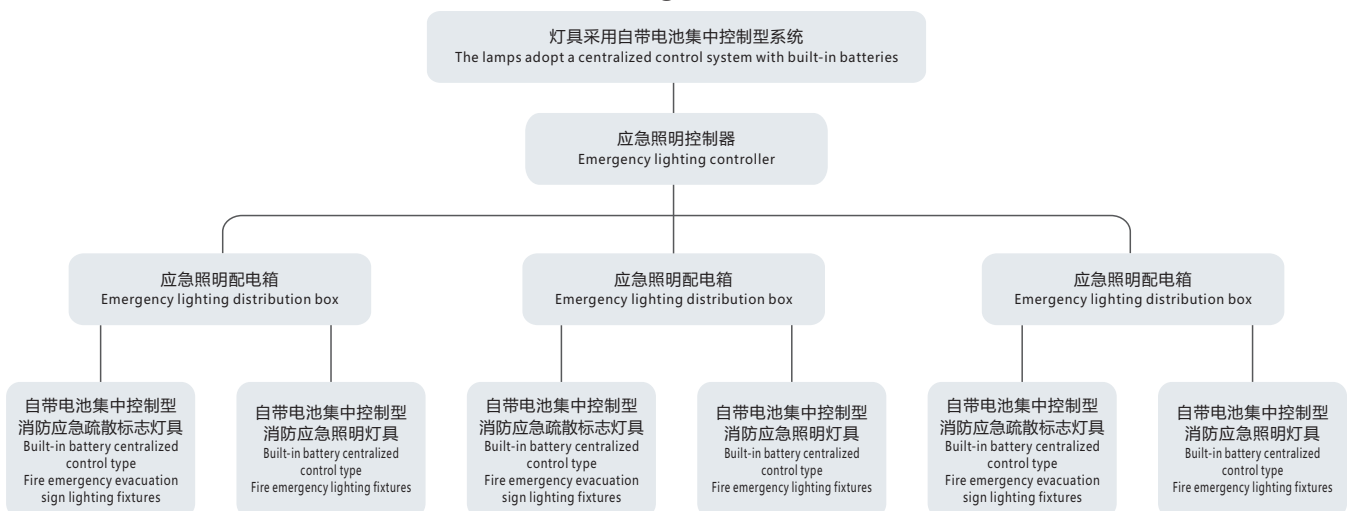 灯具采用自带电池集中控制型系统
The lamps adopt a centralized control system with built-in batteries
应急照明控制器
Emergency lighting controller
应急照明配电箱
Emergency lighting distribution box
应急照明配电箱
Emergency lighting distribution box
应急照明配电箱
Emergency lighting distribution box
自带电池集中控制型
消防应急疏散标志灯具
Built-in battery centralized
control type
Fire emergency evacuation
sign lighting fixtures
自带电池集中控制型
消防应急照明灯具
Built-in battery centralized
control type
Fire emergency lighting fixtures
自带电池集中控制型
消防应急疏散标志灯具
Built-in battery centralized
control type
Fire emergency evacuation
sign lighting fixtures
自带电池集中控制型
消防应急照明灯具
Built-in battery centralized
control type
Fire emergency lighting fixtures
自带电池集中控制型
消防应急疏散标志灯具
Built-in battery centralized
control type
Fire emergency evacuation
sign lighting fixtures
自带电池集中控制型
消防应急照明灯具
Built-in battery centralized
control type
Fire emergency lighting fixtures